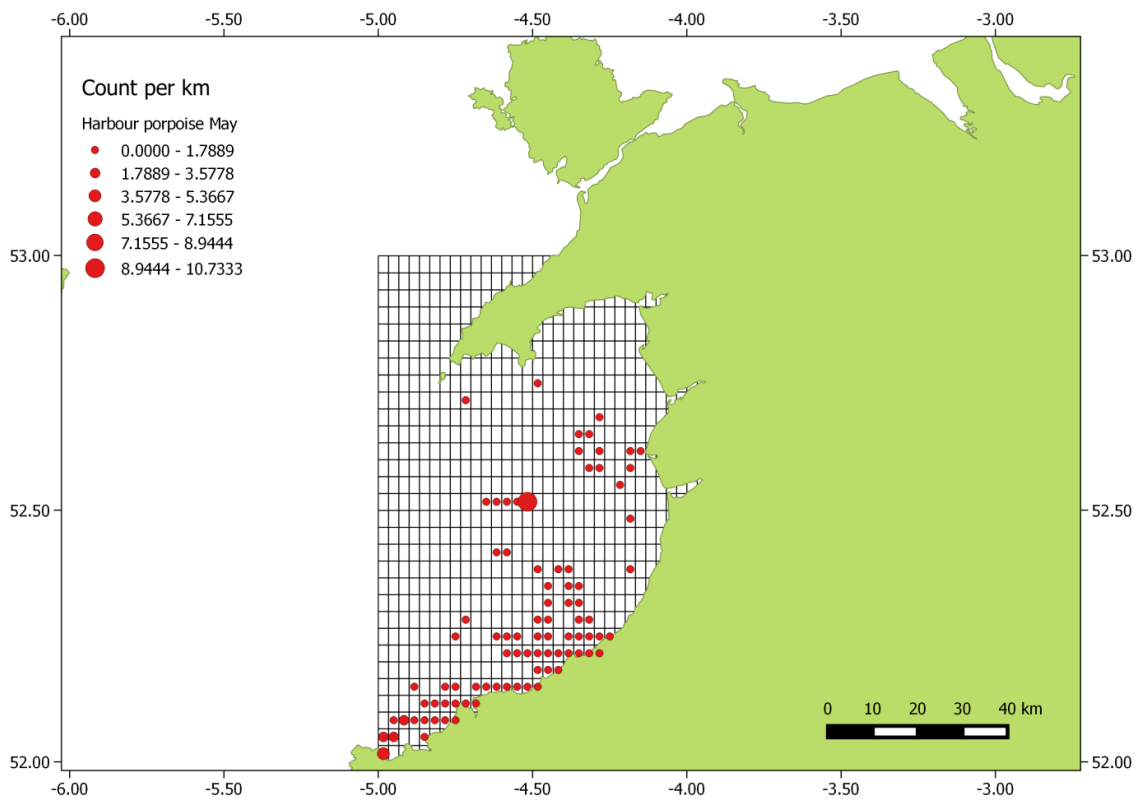 -6.00 -5.50 -5.00 -4.50 -4.00 -3.50 -3.00
Count per km
Harbour porpoise May
0.0000 - 1.7889
1.7889 - 3.5778
3.5778 - 5.3667
5.3667 - 7.1555
7.1555 - 8.9444
8.9444 - 10.7333
53.00 53.00
52.50 52.50
0 10 20 30 40 km
52.00 52.00
-6.00 -5.50 -5.00 -4.50 -4.00 -3.50 -3.00